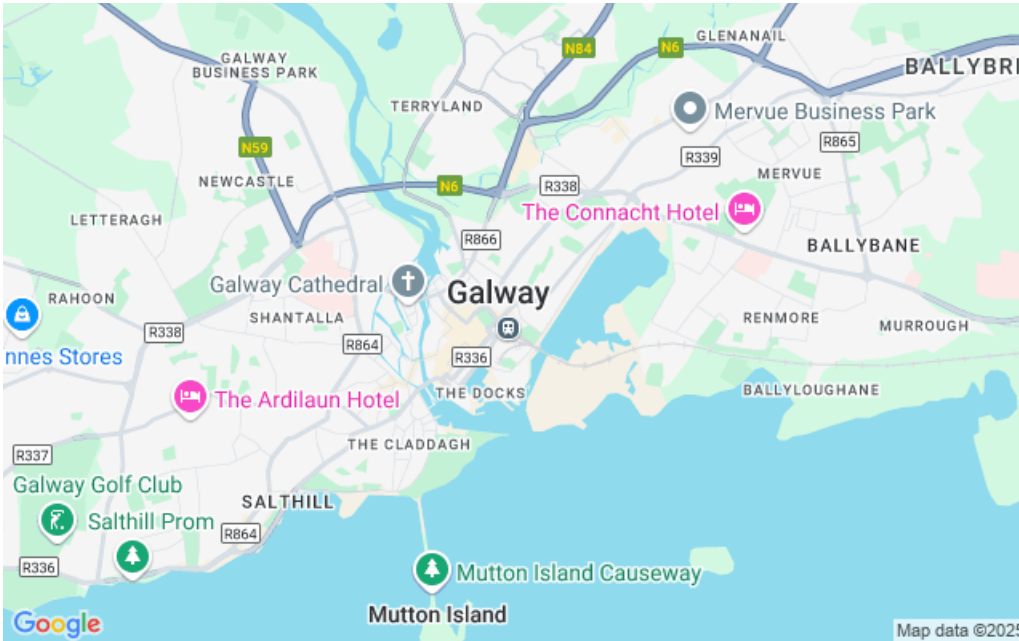 GLENANAIL
N84
N6
GALWAY
BUSINESS PARK
BALLYBRI
TERRYLAND
Mervue Business Park
R865
N59
R339
MERVUE
NEWCASTLE
N6
R338
The Connacht Hotel
LETTERAGH
R866
BALLYBANE
Galway Cathedral
Galway
RAHOON
SHANTALLA
RENMORE
MURROUGH
R338
R864
nnes Stores
R336
THE DOCKS
BALLYLOUGHANE
The Ardilaun Hotel
THE CLADDAGH
R337
Galway Golf Club
SALTHILL
Salthill Prom
R864
R336
Mutton Island Causeway
Mutton Island
Google
Map data ©2025